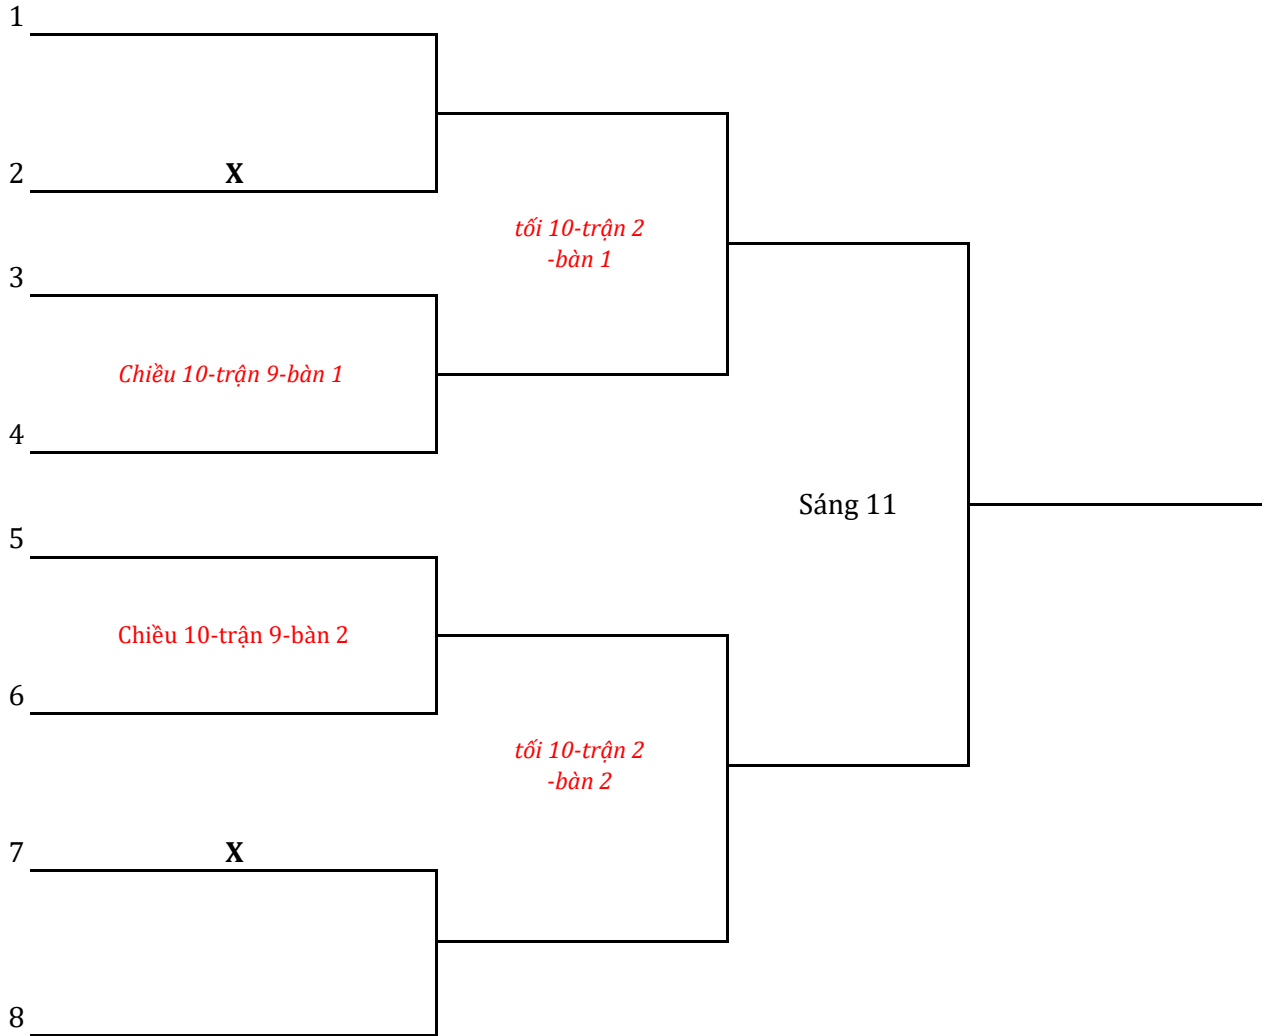 1
2
X
tối 10-trận 2
-bàn 1
3
Chiều 10-trận 9-bàn 1
4
Sáng 11
5
Chiều 10-trận 9-bàn 2
6
tối 10-trận 2
-bàn 2
7
X
8